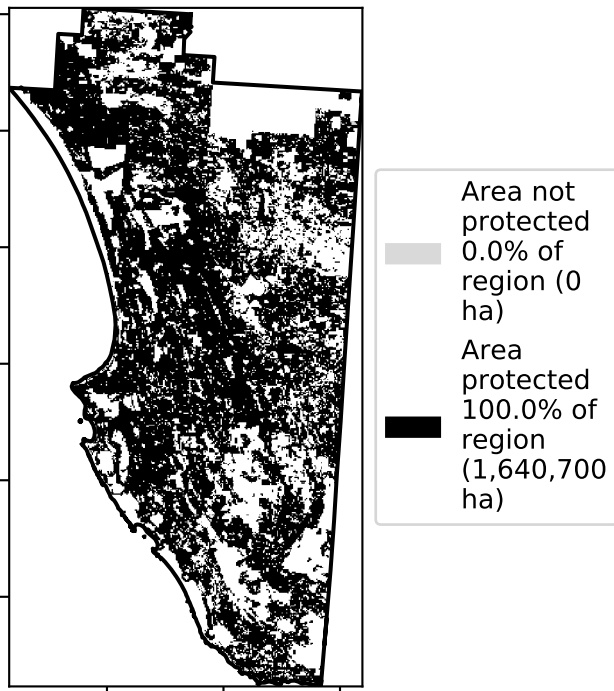 Area not
protected
0.0% of
region (0
ha)
Area
protected
100.0% of
region
(1,640,700
ha)